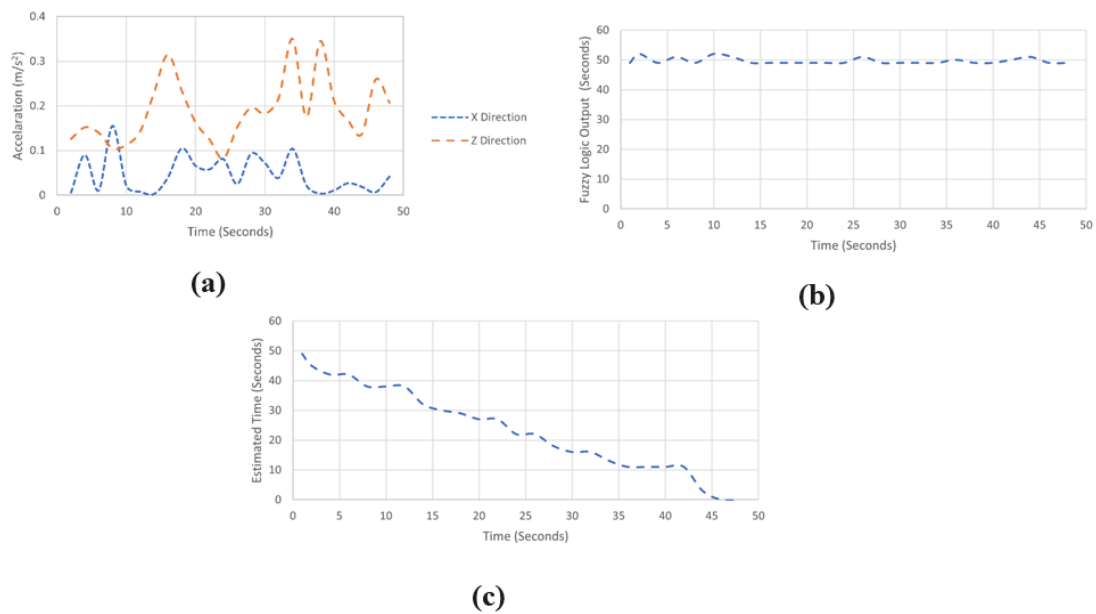 0.4
0.3
0.2
0.1
0
Accelaration (m/s²)
0 10 20 30 40 50
Time (Seconds)
X Direction
Z Direction
(a)
60
50
40
30
20
10
0
Fuzzy Logic Output (Seconds)
0 5 10 15 20 25 30 35 40 45 50
Time (Seconds)
(b)
60
50
40
30
20
10
0
Estimated Time (Seconds)
0 5 10 15 20 25 30 35 40 45 50
Time (Seconds)
(c)